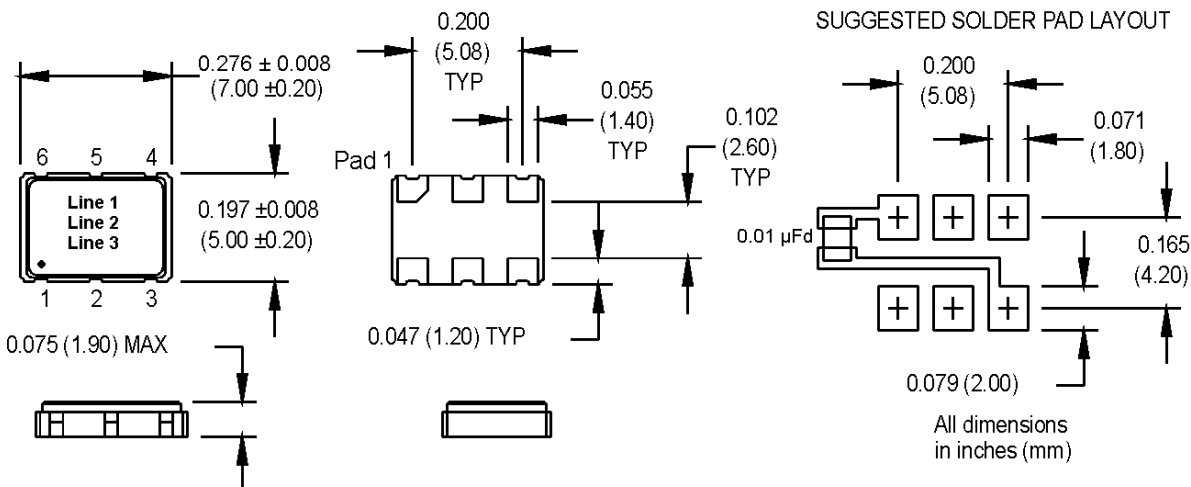 0.276 ± 0.008
(7.00 ±0.20)
6 5 4
Line 1
Line 2
Line 3
1 2 3
0.197 ±0.008
(5.00 ±0.20)
0.075 (1.90) MAX
0.200
(5.08)
TYP
0.055
(1.40)
TYP
0.102
(2.60)
TYP
Pad 1
0.047 (1.20) TYP
SUGGESTED SOLDER PAD LAYOUT
0.200
(5.08)
0.071
(1.80)
0.01 µFd
0.165
(4.20)
0.079 (2.00)
All dimensions
in inches (mm)